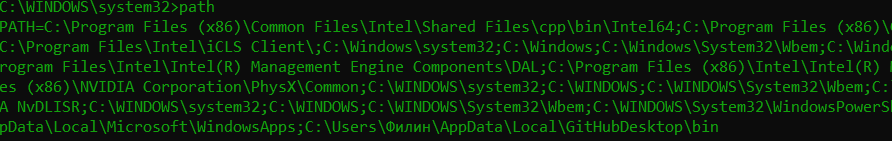 C:\WINDOWS\system32>path
PATH=C:\Program Files (x86)\Common Files\Intel\Shared Files\cpp\bin\Intel64;C:\Program Files (x86)\
C:\Program Files\Intel\iCLS Client\;C:\Windows\system32;C:\Windows;C:\Windows\System32\Wbem;C:\Wind
rogram Files\Intel\Intel(R) Management Engine Components\DAL;C:\Program Files (x86)\Intel\Intel(R)
es (x86)\NVIDIA Corporation\PhysX\Common;C:\WINDOWS\system32;C:\WINDOWS;C:\WINDOWS\System32\Wbem;C:
A NvDLISR;C:\WINDOWS\system32;C:\WINDOWS;C:\WINDOWS\System32\Wbem;C:\WINDOWS\System32\WindowsPowerS
pData\Local\Microsoft\WindowsApps;C:\Users\Филин\AppData\Local\GitHubDesktop\bin